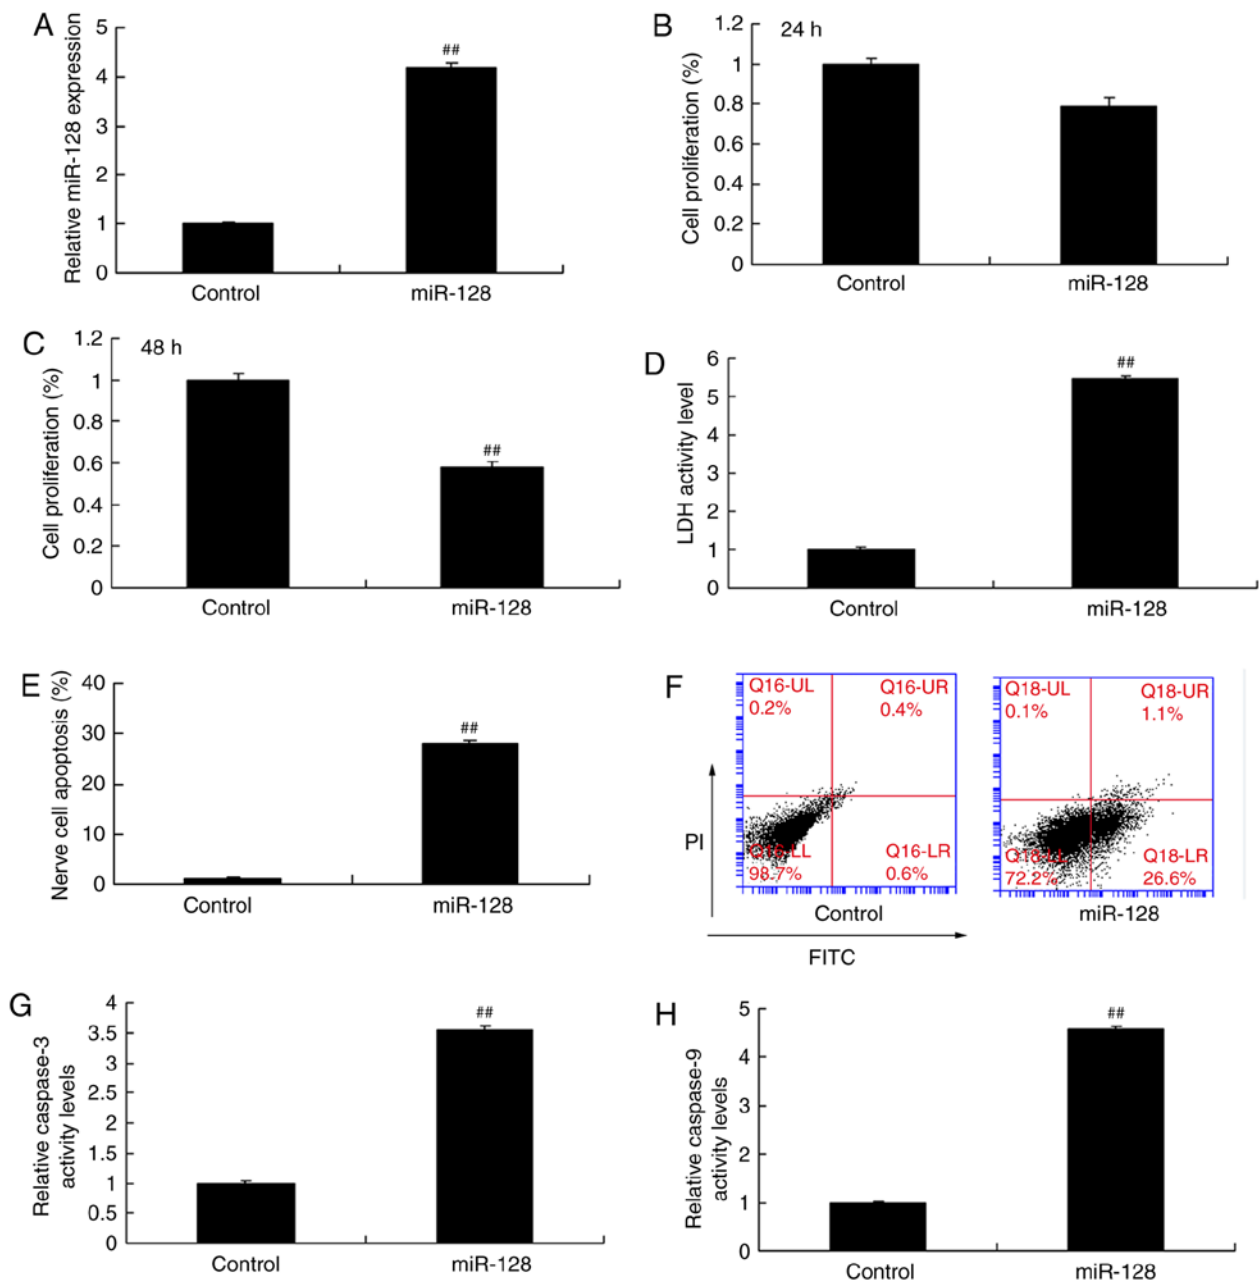 A
Relative miR-128 expression
5
4
3
2
1
0
##
Control
miR-128
B
Cell proliferation (%)
24 h
1.2
1
0.8
0.6
0.4
0.2
0
Control
miR-128
C
Cell proliferation (%)
48 h
1.2
1
0.8
0.6
0.4
0.2
0
##
Control
miR-128
D
LDH activity level
6
5
4
3
2
1
0
##
Control
miR-128
E
Nerve cell apoptosis (%)
40
30
20
10
0
##
Control
miR-128
F
PI
Q16-UL
0.2%
Q16-UR
0.4%
Q16-LL
98.7%
Q16-LR
0.6%
Control
Q18-UL
0.1%
Q18-UR
1.1%
Q18-LL
72.2%
Q18-LR
26.6%
miR-128
FITC
G
Relative caspase-3
activity levels
4
3.5
3
2.5
2
1.5
1
0.5
0
##
Control
miR-128
H
Relative caspase-9
activity levels
5
4
3
2
1
0
##
Control
miR-128